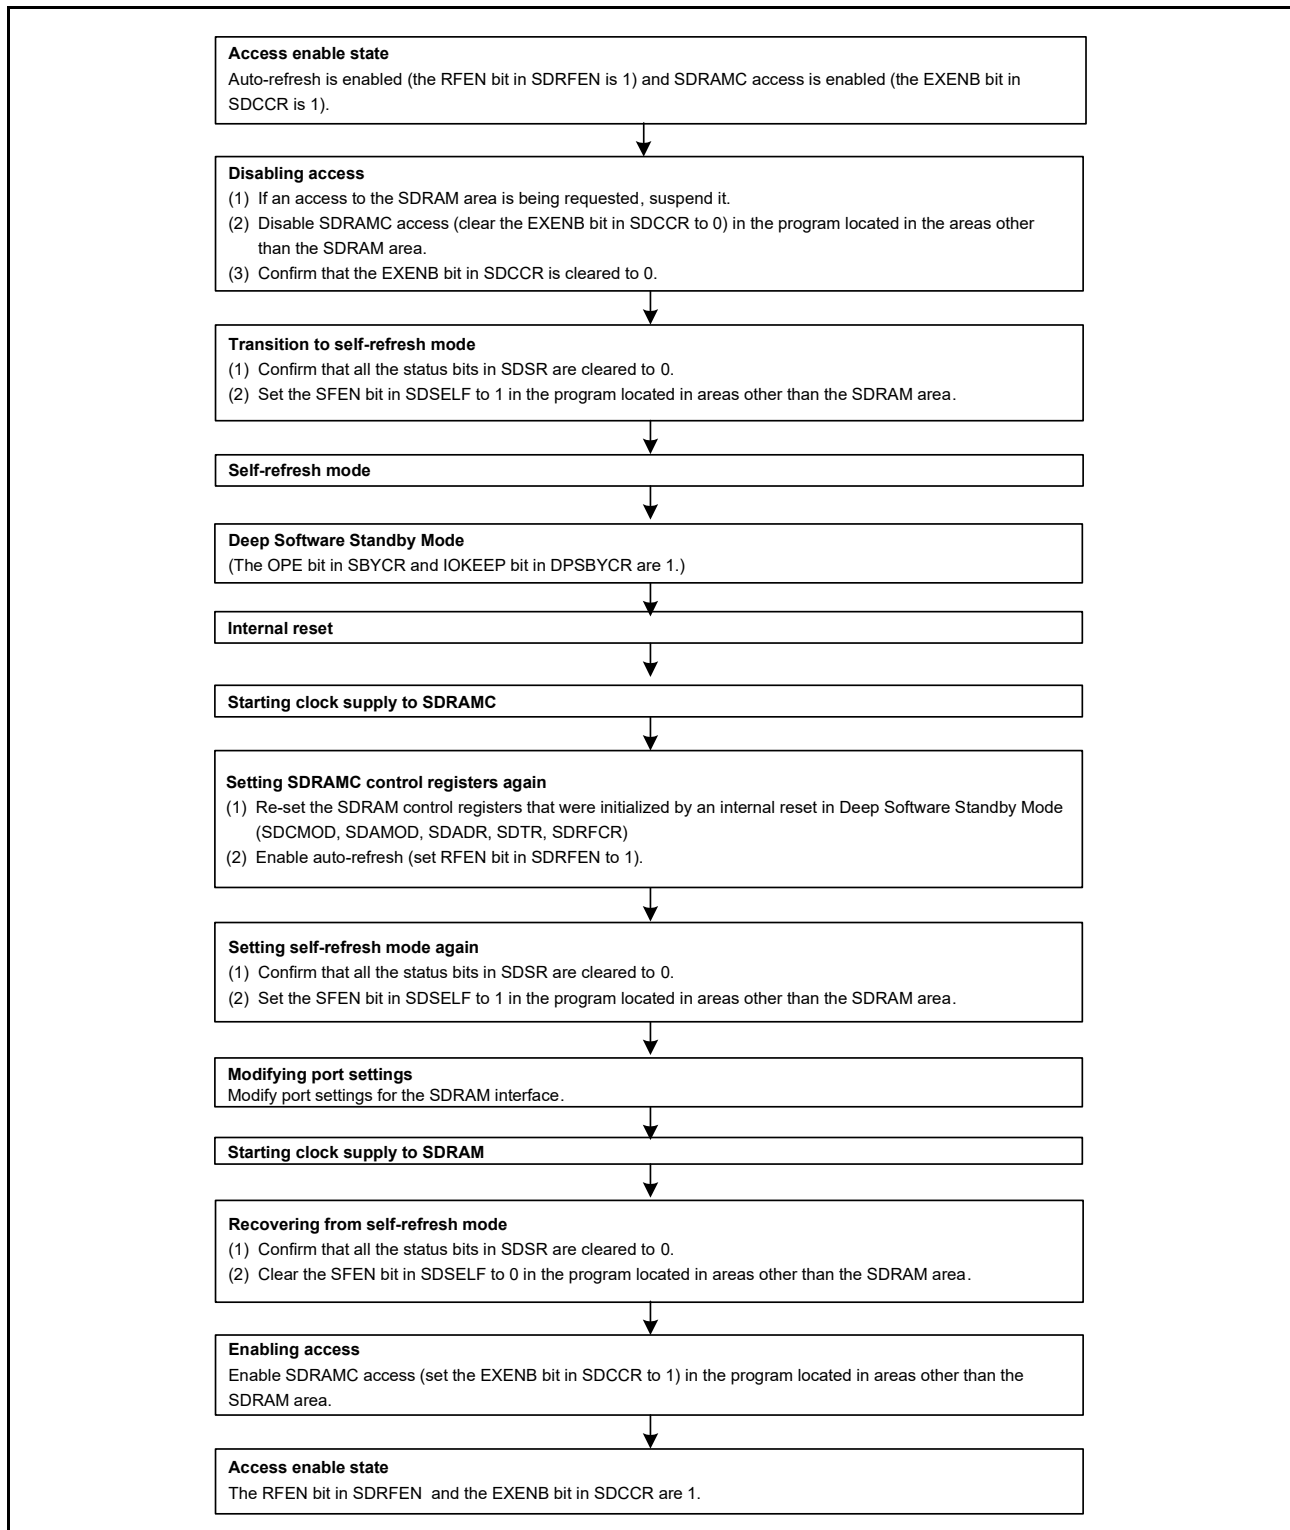 Access enable state
Auto-refresh is enabled (the RFEN bit in SDRFEN is 1) and SDRAMC access is enabled (the EXENB bit in
SDCCR is 1).
Disabling access
(1) If an access to the SDRAM area is being requested, suspend it.
(2) Disable SDRAMC access (clear the EXENB bit in SDCCR to 0) in the program located in the areas other
than the SDRAM area.
(3) Confirm that the EXENB bit in SDCCR is cleared to 0.
Transition to self-refresh mode
(1) Confirm that all the status bits in SDSR are cleared to 0.
(2) Set the SFEN bit in SDSELF to 1 in the program located in areas other than the SDRAM area.
Self-refresh mode
Deep Software Standby Mode
(The OPE bit in SBYCR and IOKEEP bit in DPSBYCR are 1.)
Internal reset
Starting clock supply to SDRAMC
Setting SDRAMC control registers again
(1) Re-set the SDRAM control registers that were initialized by an internal reset in Deep Software Standby Mode
(SDCMOD, SDAMOD, SDADR, SDTR, SDRFCR)
(2) Enable auto-refresh (set RFEN bit in SDRFEN to 1).
Setting self-refresh mode again
(1) Confirm that all the status bits in SDSR are cleared to 0.
(2) Set the SFEN bit in SDSELF to 1 in the program located in areas other than the SDRAM area.
Modifying port settings
Modify port settings for the SDRAM interface.
Starting clock supply to SDRAM
Recovering from self-refresh mode
(1) Confirm that all the status bits in SDSR are cleared to 0.
(2) Clear the SFEN bit in SDSELF to 0 in the program located in areas other than the SDRAM area.
Enabling access
Enable SDRAMC access (set the EXENB bit in SDCCR to 1) in the program located in areas other than the
SDRAM area.
Access enable state
The RFEN bit in SDRFEN and the EXENB bit in SDCCR are 1.